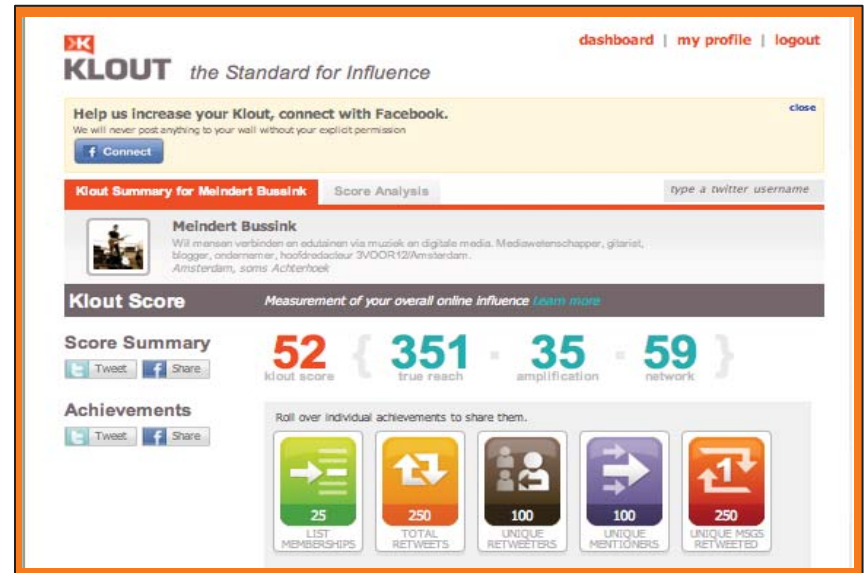 dashboard | my profile | logout
KLOUT the Standard for Influence
Help us increase your Klout, connect with Facebook.
close
We will never post anything to your wall without your explicit permission
f Connect
Klout Summary for Meindert Bussink
Score Analysis
type a twitter username
Meindert Bussink
Wil mensen verbinden en edutainen via muziek en digitale media. Mediawetenschapper, gitarist,
blogger, ondernemer, hoofdredacteur 3VOOR12/Amsterdam.
Amsterdam, soms Achterhoek
Klout Score
Measurement of your overall online influence Learn more
Score Summary
t Tweet
f Share
52 { 351 · 35 · 59 }
klout score true reach amplification network
Achievements
t Tweet
f Share
Roll over individual achievements to share them.
1
25 250 100 100 250
LIST TOTAL UNIQUE UNIQUE UNIQUE MSGS
MEMBERSHIPS RETWEETS RETWEETERS MENTIONERS RETWEETED